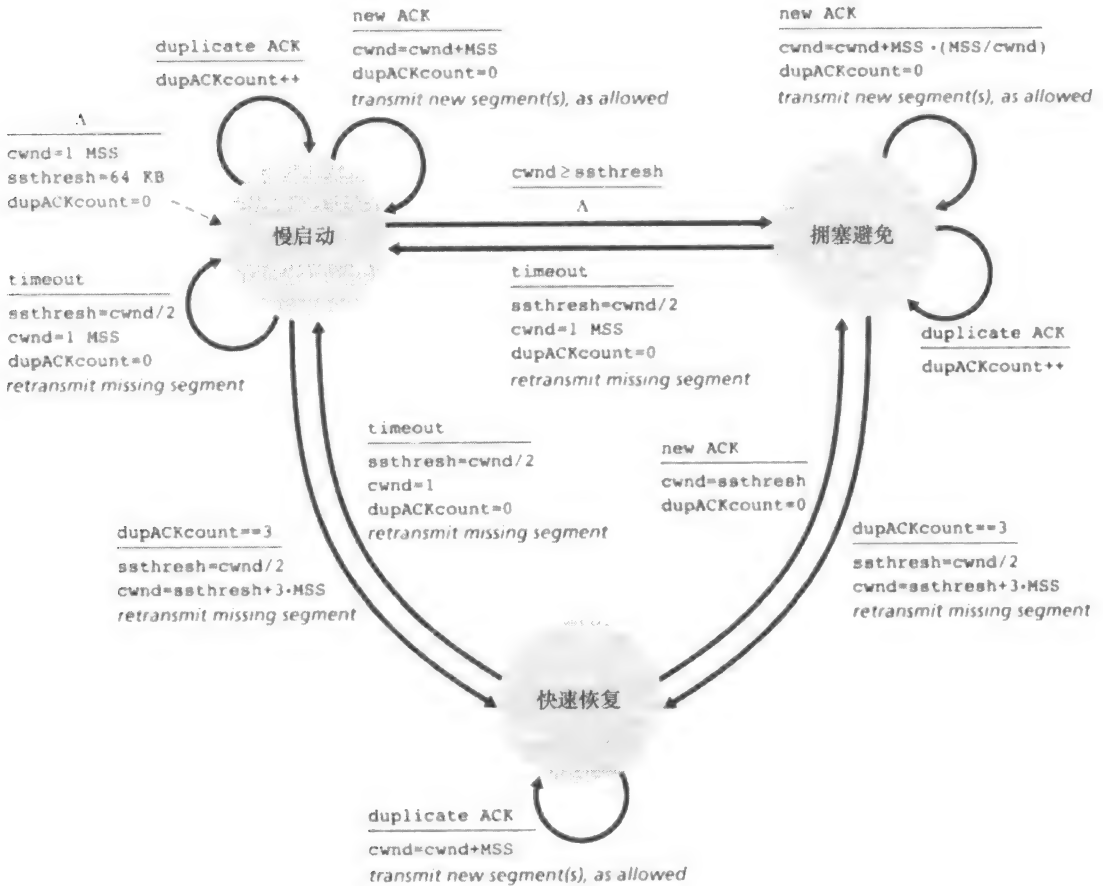 new ACK
cwnd=cwnd+MSS
dupACKcount=0
transmit new segment(s), as allowed
duplicate ACK
dupACKcount++
Λ
cwnd=1 MSS
ssthresh=64 KB
dupACKcount=0
慢启动
timeout
ssthresh=cwnd/2
cwnd=1 MSS
dupACKcount=0
retransmit missing segment
cwnd≥ssthresh
Λ
timeout
ssthresh=cwnd/2
cwnd=1 MSS
dupACKcount=0
retransmit missing segment
new ACK
cwnd=cwnd+MSS·(MSS/cwnd)
dupACKcount=0
transmit new segment(s), as allowed
拥塞避免
duplicate ACK
dupACKcount++
timeout
ssthresh=cwnd/2
cwnd=1
dupACKcount=0
retransmit missing segment
new ACK
cwnd=ssthresh
dupACKcount=0
dupACKcount==3
ssthresh=cwnd/2
cwnd=ssthresh+3·MSS
retransmit missing segment
dupACKcount==3
ssthresh=cwnd/2
cwnd=ssthresh+3·MSS
retransmit missing segment
快速恢复
duplicate ACK
cwnd=cwnd+MSS
transmit new segment(s), as allowed